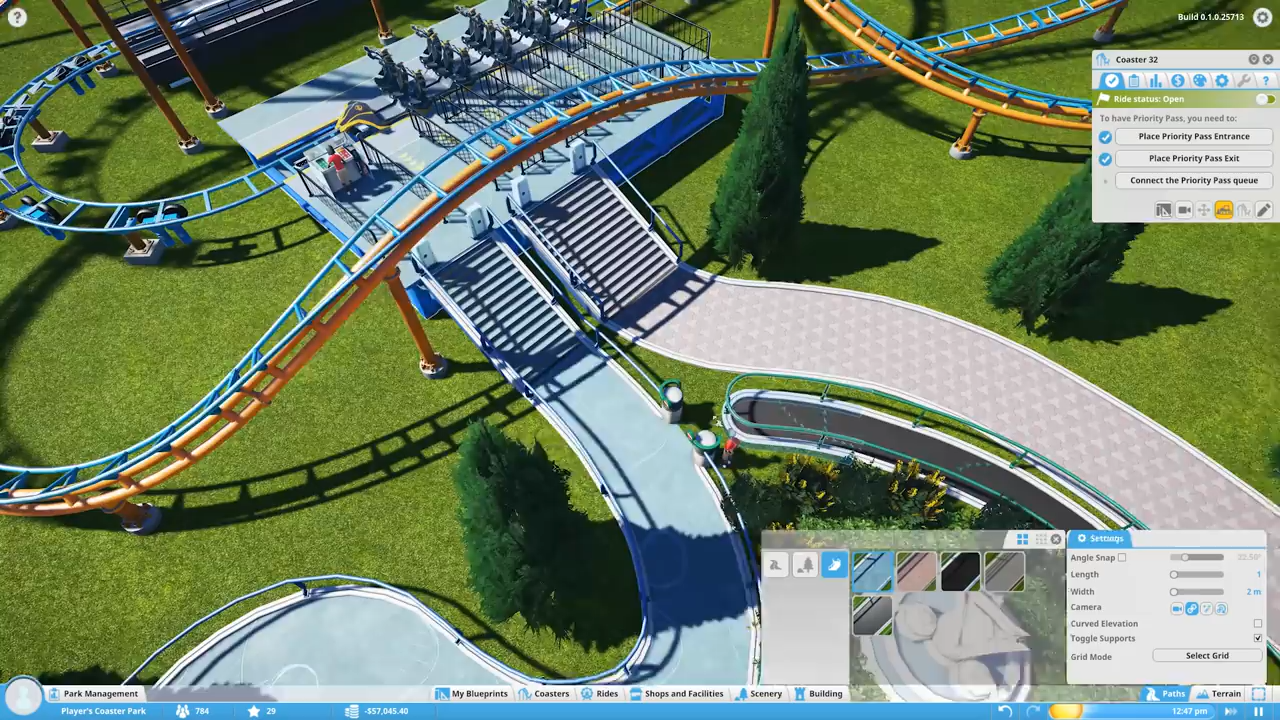 Build 0.1.0.25713
Coaster 32
Ride status: Open
To have Priority Pass, you need to:
Place Priority Pass Entrance
Place Priority Pass Exit
Connect the Priority Pass queue
Settings
Angle Snap 22.50°
Length 1
Width 2 m
Camera
Curved Elevation
Toggle Supports
Grid Mode Select Grid
Park Management My Blueprints Coasters Rides Shops and Facilities Scenery Building Paths Terrain
Player's Coaster Park 784 29 -$57,045.40 12:47 pm